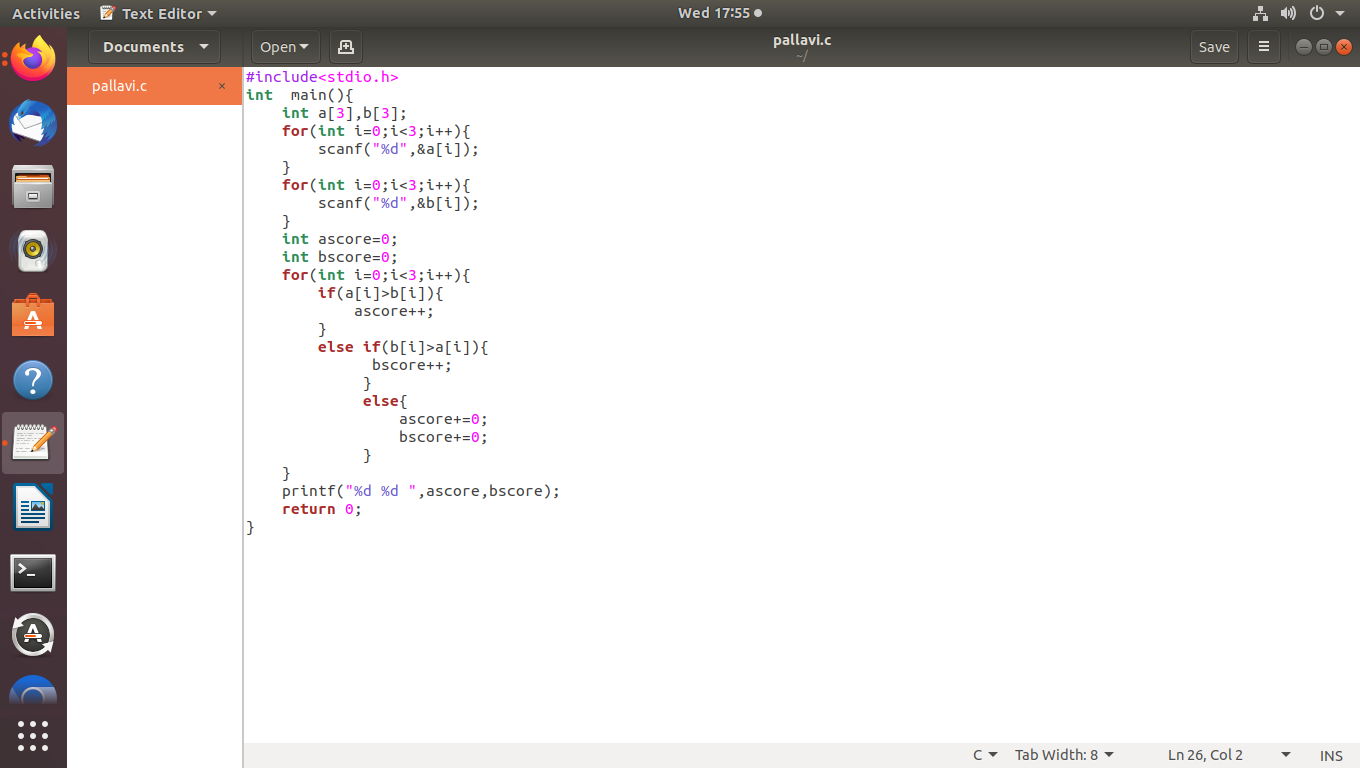 Activities Text Editor Wed 17:55
Documents Open pallavi.c Save
~/
pallavi.c
#include<stdio.h>
int  main(){
    int a[3],b[3];
    for(int i=0;i<3;i++){
        scanf("%d",&a[i]);
    }
    for(int i=0;i<3;i++){
        scanf("%d",&b[i]);
    }
    int ascore=0;
    int bscore=0;
    for(int i=0;i<3;i++){
        if(a[i]>b[i]){
            ascore++;
        }
        else if(b[i]>a[i]){
              bscore++;
             }
             else{
                 ascore+=0;
                 bscore+=0;
             }
    }
    printf("%d %d ",ascore,bscore);
    return 0;
}
C Tab Width: 8 Ln 26, Col 2 INS